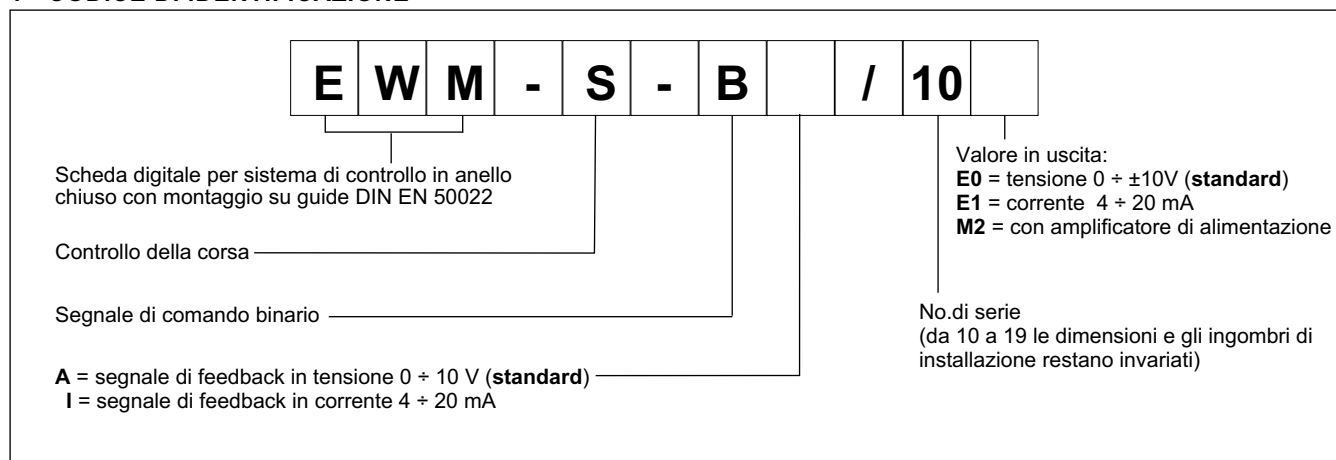 E W M - S - B / 10
Scheda digitale per sistema di controllo in anello
chiuso con montaggio su guide DIN EN 50022
Controllo della corsa
Segnale di comando binario
A = segnale di feedback in tensione 0 ÷ 10 V (standard)
I = segnale di feedback in corrente 4 ÷ 20 mA
Valore in uscita:
E0 = tensione 0 ÷ ±10V (standard)
E1 = corrente 4 ÷ 20 mA
M2 = con amplificatore di alimentazione
No.di serie
(da 10 a 19 le dimensioni e gli ingombri di
installazione restano invariati)